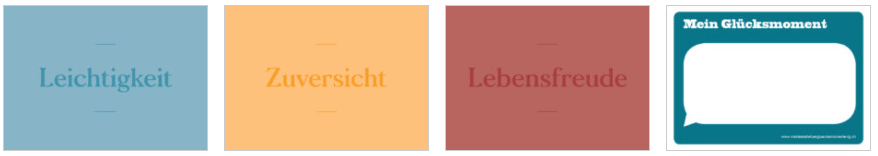 Leichtigkeit
Zuversicht
Lebensfreude
Mein Glücksmoment